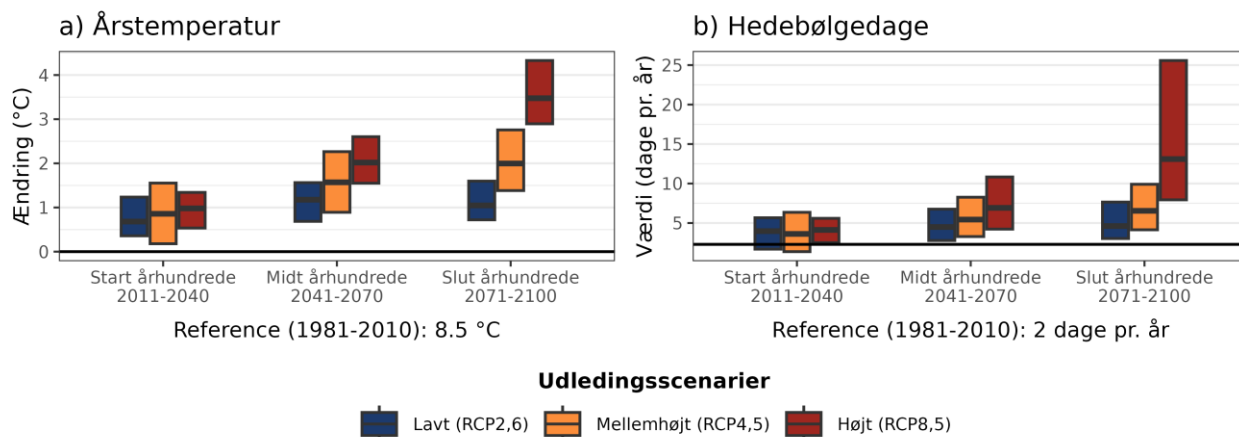 a) Årstemperatur
Ændring (°C)
4
3
2
1
0
Start århundrede
2011-2040
Midt århundrede
2041-2070
Slut århundrede
2071-2100
Reference (1981-2010): 8.5 °C
b) Hedebølgedage
Værdi (dage pr. år)
25
20
15
10
5
Start århundrede
2011-2040
Midt århundrede
2041-2070
Slut århundrede
2071-2100
Reference (1981-2010): 2 dage pr. år
Udledingsscenarier
Lavt (RCP2,6)
Mellemhøjt (RCP4,5)
Højt (RCP8,5)